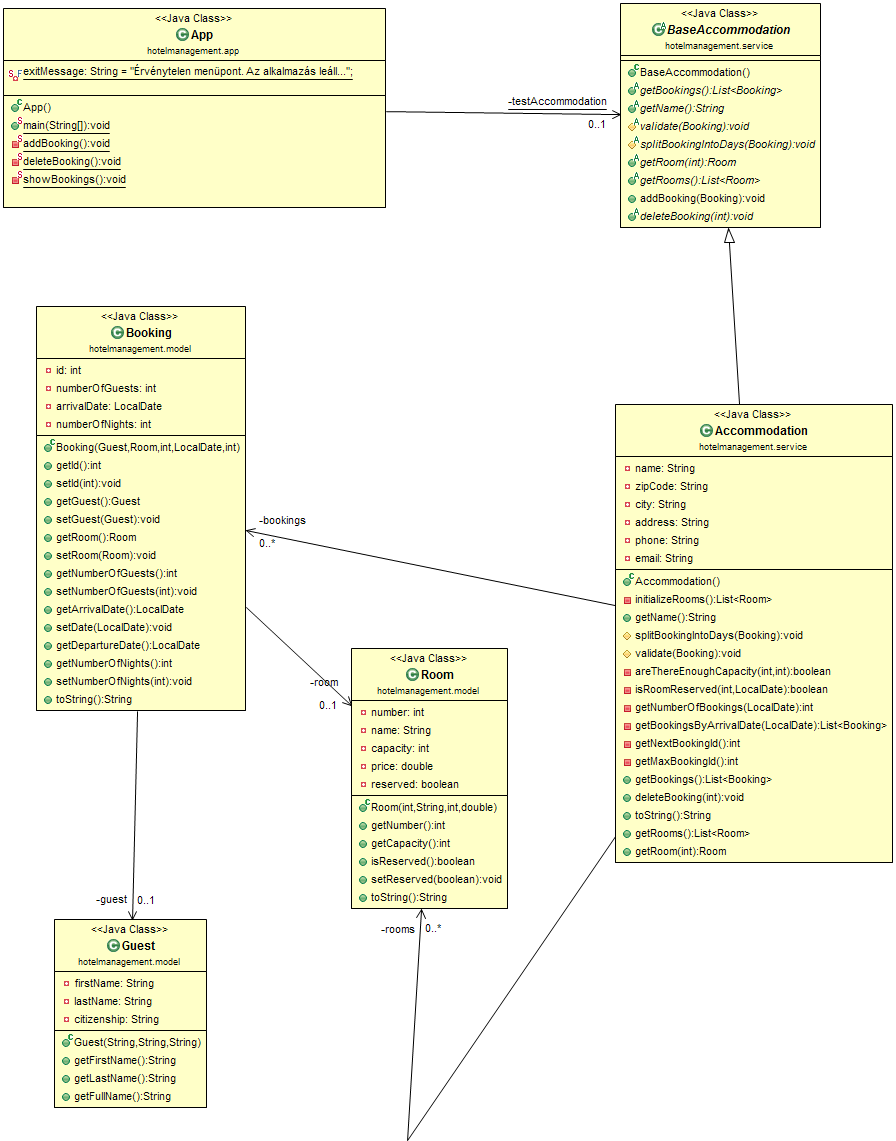 <<Java Class>>
App
hotelmanagement.app
exitMessage: String = "Érvénytelen menüpont. Az alkalmazás leáll...";
App()
main(String[]):void
addBooking():void
deleteBooking():void
showBookings():void
-testAccommodation
0..1
<<Java Class>>
BaseAccommodation
hotelmanagement.service
BaseAccommodation()
getBookings():List<Booking>
getName():String
validate(Booking):void
splitBookingIntoDays(Booking):void
getRoom(int):Room
getRooms():List<Room>
addBooking(Booking):void
deleteBooking(int):void
<<Java Class>>
Booking
hotelmanagement.model
id: int
numberOfGuests: int
arrivalDate: LocalDate
numberOfNights: int
Booking(Guest,Room,int,LocalDate,int)
getId():int
setId(int):void
getGuest():Guest
setGuest(Guest):void
getRoom():Room
setRoom(Room):void
getNumberOfGuests():int
setNumberOfGuests(int):void
getArrivalDate():LocalDate
setDate(LocalDate):void
getDepartureDate():LocalDate
getNumberOfNights():int
setNumberOfNights(int):void
toString():String
-bookings
0..*
<<Java Class>>
Accommodation
hotelmanagement.service
name: String
zipCode: String
city: String
address: String
phone: String
email: String
Accommodation()
initializeRooms():List<Room>
getName():String
splitBookingIntoDays(Booking):void
validate(Booking):void
areThereEnoughCapacity(int,int):boolean
isRoomReserved(int,LocalDate):boolean
getNumberOfBookings(LocalDate):int
getBookingsByArrivalDate(LocalDate):List<Booking>
getNextBookingId():int
getMaxBookingId():int
getBookings():List<Booking>
deleteBooking(int):void
toString():String
getRooms():List<Room>
getRoom(int):Room
-room
0..1
<<Java Class>>
Room
hotelmanagement.model
number: int
name: String
capacity: int
price: double
reserved: boolean
Room(int,String,int,double)
getNumber():int
getCapacity():int
isReserved():boolean
setReserved(boolean):void
toString():String
-rooms
0..*
-guest
0..1
<<Java Class>>
Guest
hotelmanagement.model
firstName: String
lastName: String
citizenship: String
Guest(String,String,String)
getFirstName():String
getLastName():String
getFullName():String